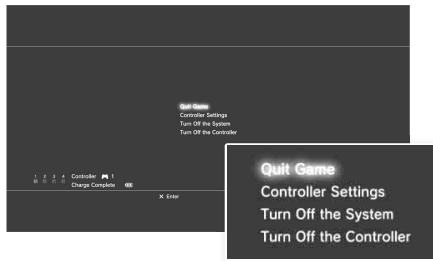 Quit Game
Controller Settings
Turn Off the System
Turn Off the Controller
1 2 3 4 Controller 1
Charge Complete
✕ Enter
Quit Game
Controller Settings
Turn Off the System
Turn Off the Controller